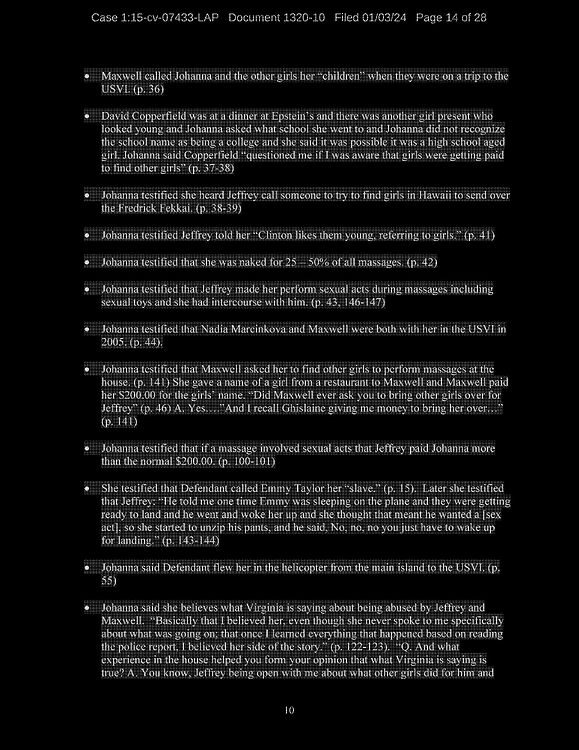 Case 1:15-cv-07433-LAP Document 1320-10 Filed 01/03/24 Page 14 of 28
• Maxwell called Johanna and the other girls her “children” when they were on a trip to the
USVI. (p. 36)
• David Copperfield was at a dinner at Epstein’s and there was another girl present who
looked young and Johanna asked what school she went to and Johanna did not recognize
the school name as being a college and she said it was possible it was a high school aged
girl. Johanna said Copperfield “questioned me if I was aware that girls were getting paid
to find other girls” (p. 37-38)
• Johanna testified she heard Jeffrey call someone to try to find girls in Hawaii to send over
the Fredrick Fekkai. (p. 38-39)
• Johanna testified Jeffrey told her “Clinton likes them young, referring to girls.” (p. 41)
• Johanna testified that she was naked for 25 – 50% of all massages. (p. 42)
• Johanna testified that Jeffrey made her perform sexual acts during massages including
sexual toys and she had intercourse with him. (p. 43, 146-147)
• Johanna testified that Nadia Marcinkova and Maxwell were both with her in the USVI in
2005. (p. 44).
• Johanna testified that Maxwell asked her to find other girls to perform massages at the
house. (p. 141) She gave a name of a girl from a restaurant to Maxwell and Maxwell paid
her $200.00 for the girls’ name. “Did Maxwell ever ask you to bring other girls over for
Jeffrey” (p. 46) A. Yes….”And I recall Ghislaine giving me money to bring her over…”
(p. 141)
• Johanna testified that if a massage involved sexual acts that Jeffrey paid Johanna more
than the normal $200.00. (p. 100-101)
• She testified that Defendant called Emmy Taylor her “slave.” (p. 15). Later she testified
that Jeffrey: “He told me one time Emmy was sleeping on the plane and they were getting
ready to land and he went and woke her up and she thought that meant he wanted a [sex
act], so she started to unzip his pants, and he said, No, no, no you just have to wake up
for landing.” (p. 143-144)
• Johanna said Defendant flew her in the helicopter from the main island to the USVI. (p.
55)
• Johanna said she believes what Virginia is saying about being abused by Jeffrey and
Maxwell. “Basically that I believed her, even though she never spoke to me specifically
about what was going on; that once I learned everything that happened based on reading
the police report, I believed her side of the story.” (p. 122-123). “Q. And what
experience in the house helped you form your opinion that what Virginia is saying is
true? A. You know, Jeffrey being open with me about what other girls did for him and
10